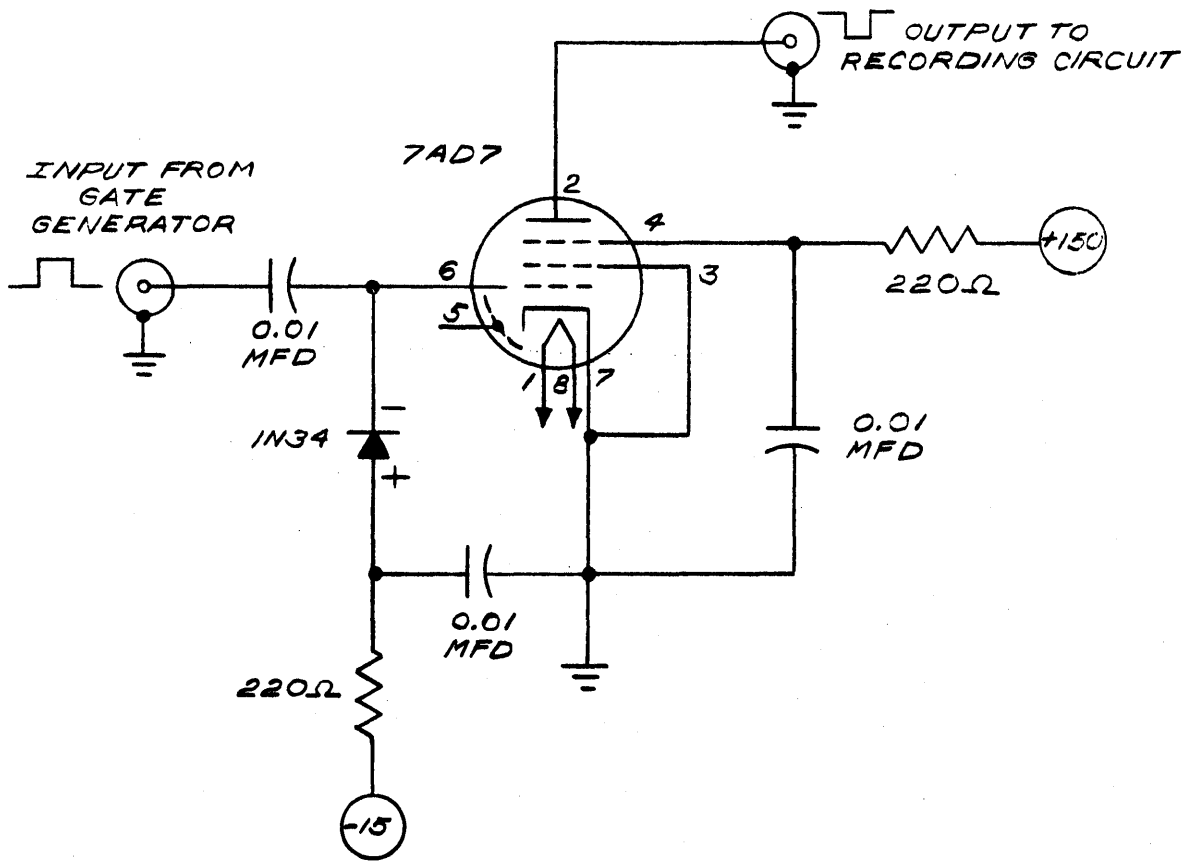 OUTPUT TO
RECORDING CIRCUIT
7AD7
INPUT FROM
GATE
GENERATOR
2
4
+150
3
220Ω
6
5
0.01
MFD
1
8
7
1N34
−
+
0.01
MFD
0.01
MFD
220Ω
-15